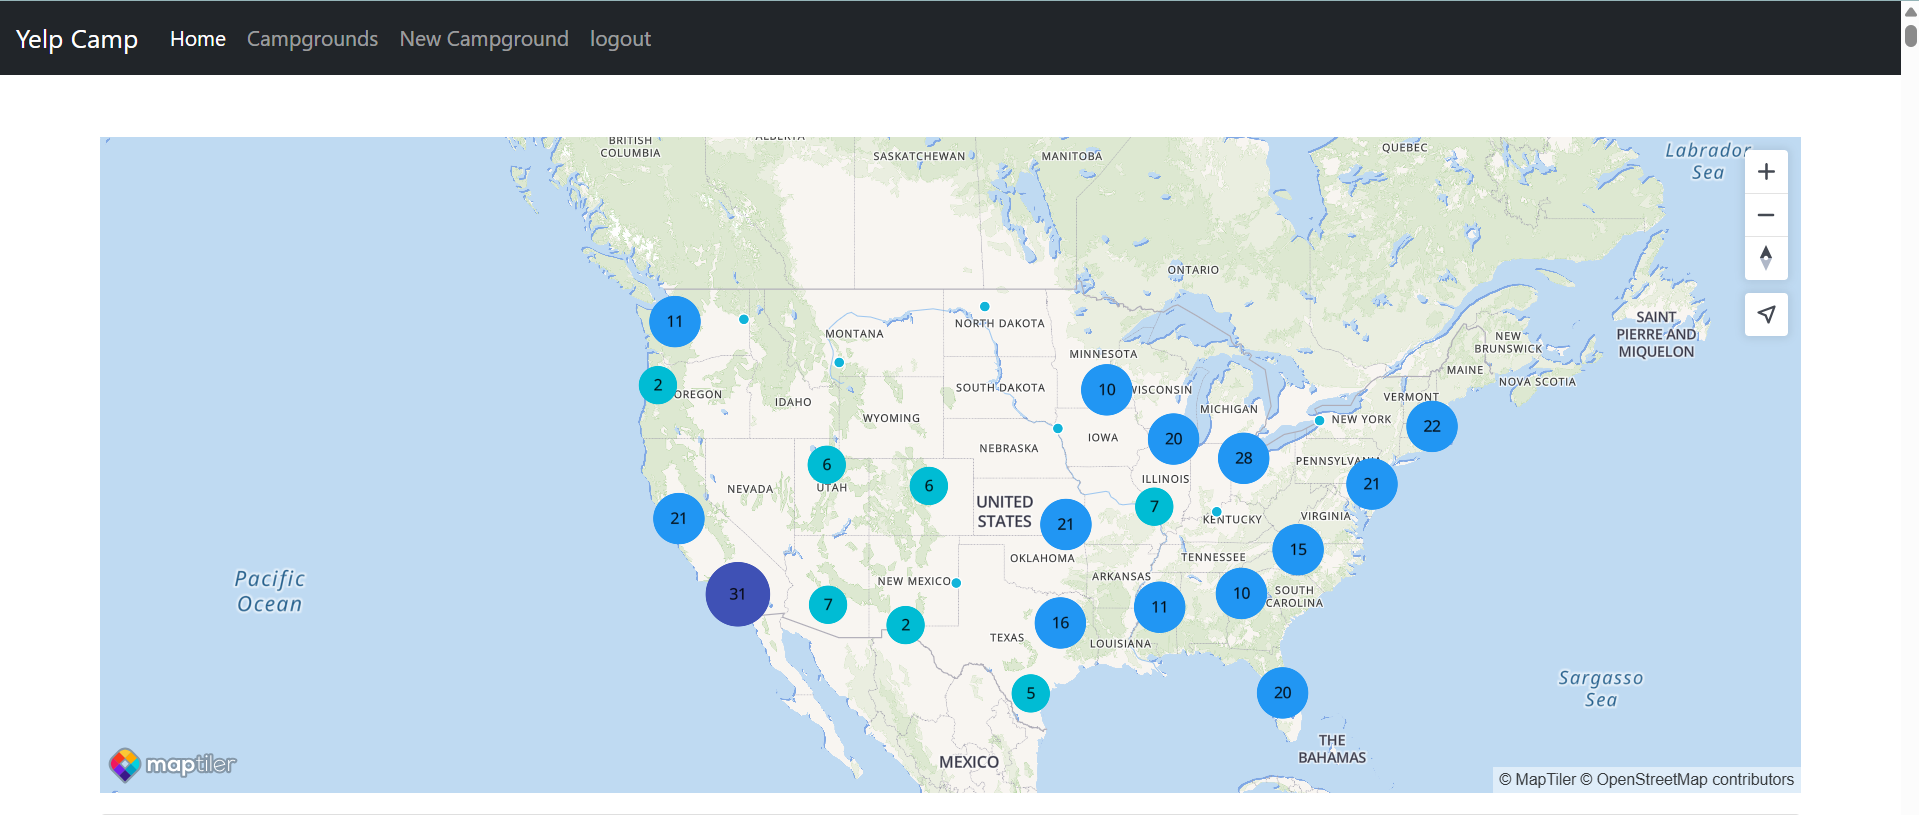 Yelp Camp Home Campgrounds New Campground logout
BRITISH
COLUMBIA
ALBERTA
SASKATCHEWAN
MANITOBA
QUEBEC
Labrador
Sea
ONTARIO
11
NORTH DAKOTA
MONTANA
SAINT
PIERRE AND
MIQUELON
NEW
BRUNSWICK
MINNESOTA
MAINE
NOVA SCOTIA
2
OREGON
IDAHO
SOUTH DAKOTA
10
WISCONSIN
VERMONT
WYOMING
MICHIGAN
NEW YORK
22
NEBRASKA
IOWA
20
28
PENNSYLVANIA
6
UTAH
6
NEVADA
ILLINOIS
21
UNITED
STATES
7
21
21
KENTUCKY
VIRGINIA
OKLAHOMA
TENNESSEE
15
Pacific
Ocean
31
7
NEW MEXICO
ARKANSAS
11
10
SOUTH
CAROLINA
2
TEXAS
16
LOUISIANA
5
20
Sargasso
Sea
THE
BAHAMAS
MEXICO
maptiler
© MapTiler © OpenStreetMap contributors